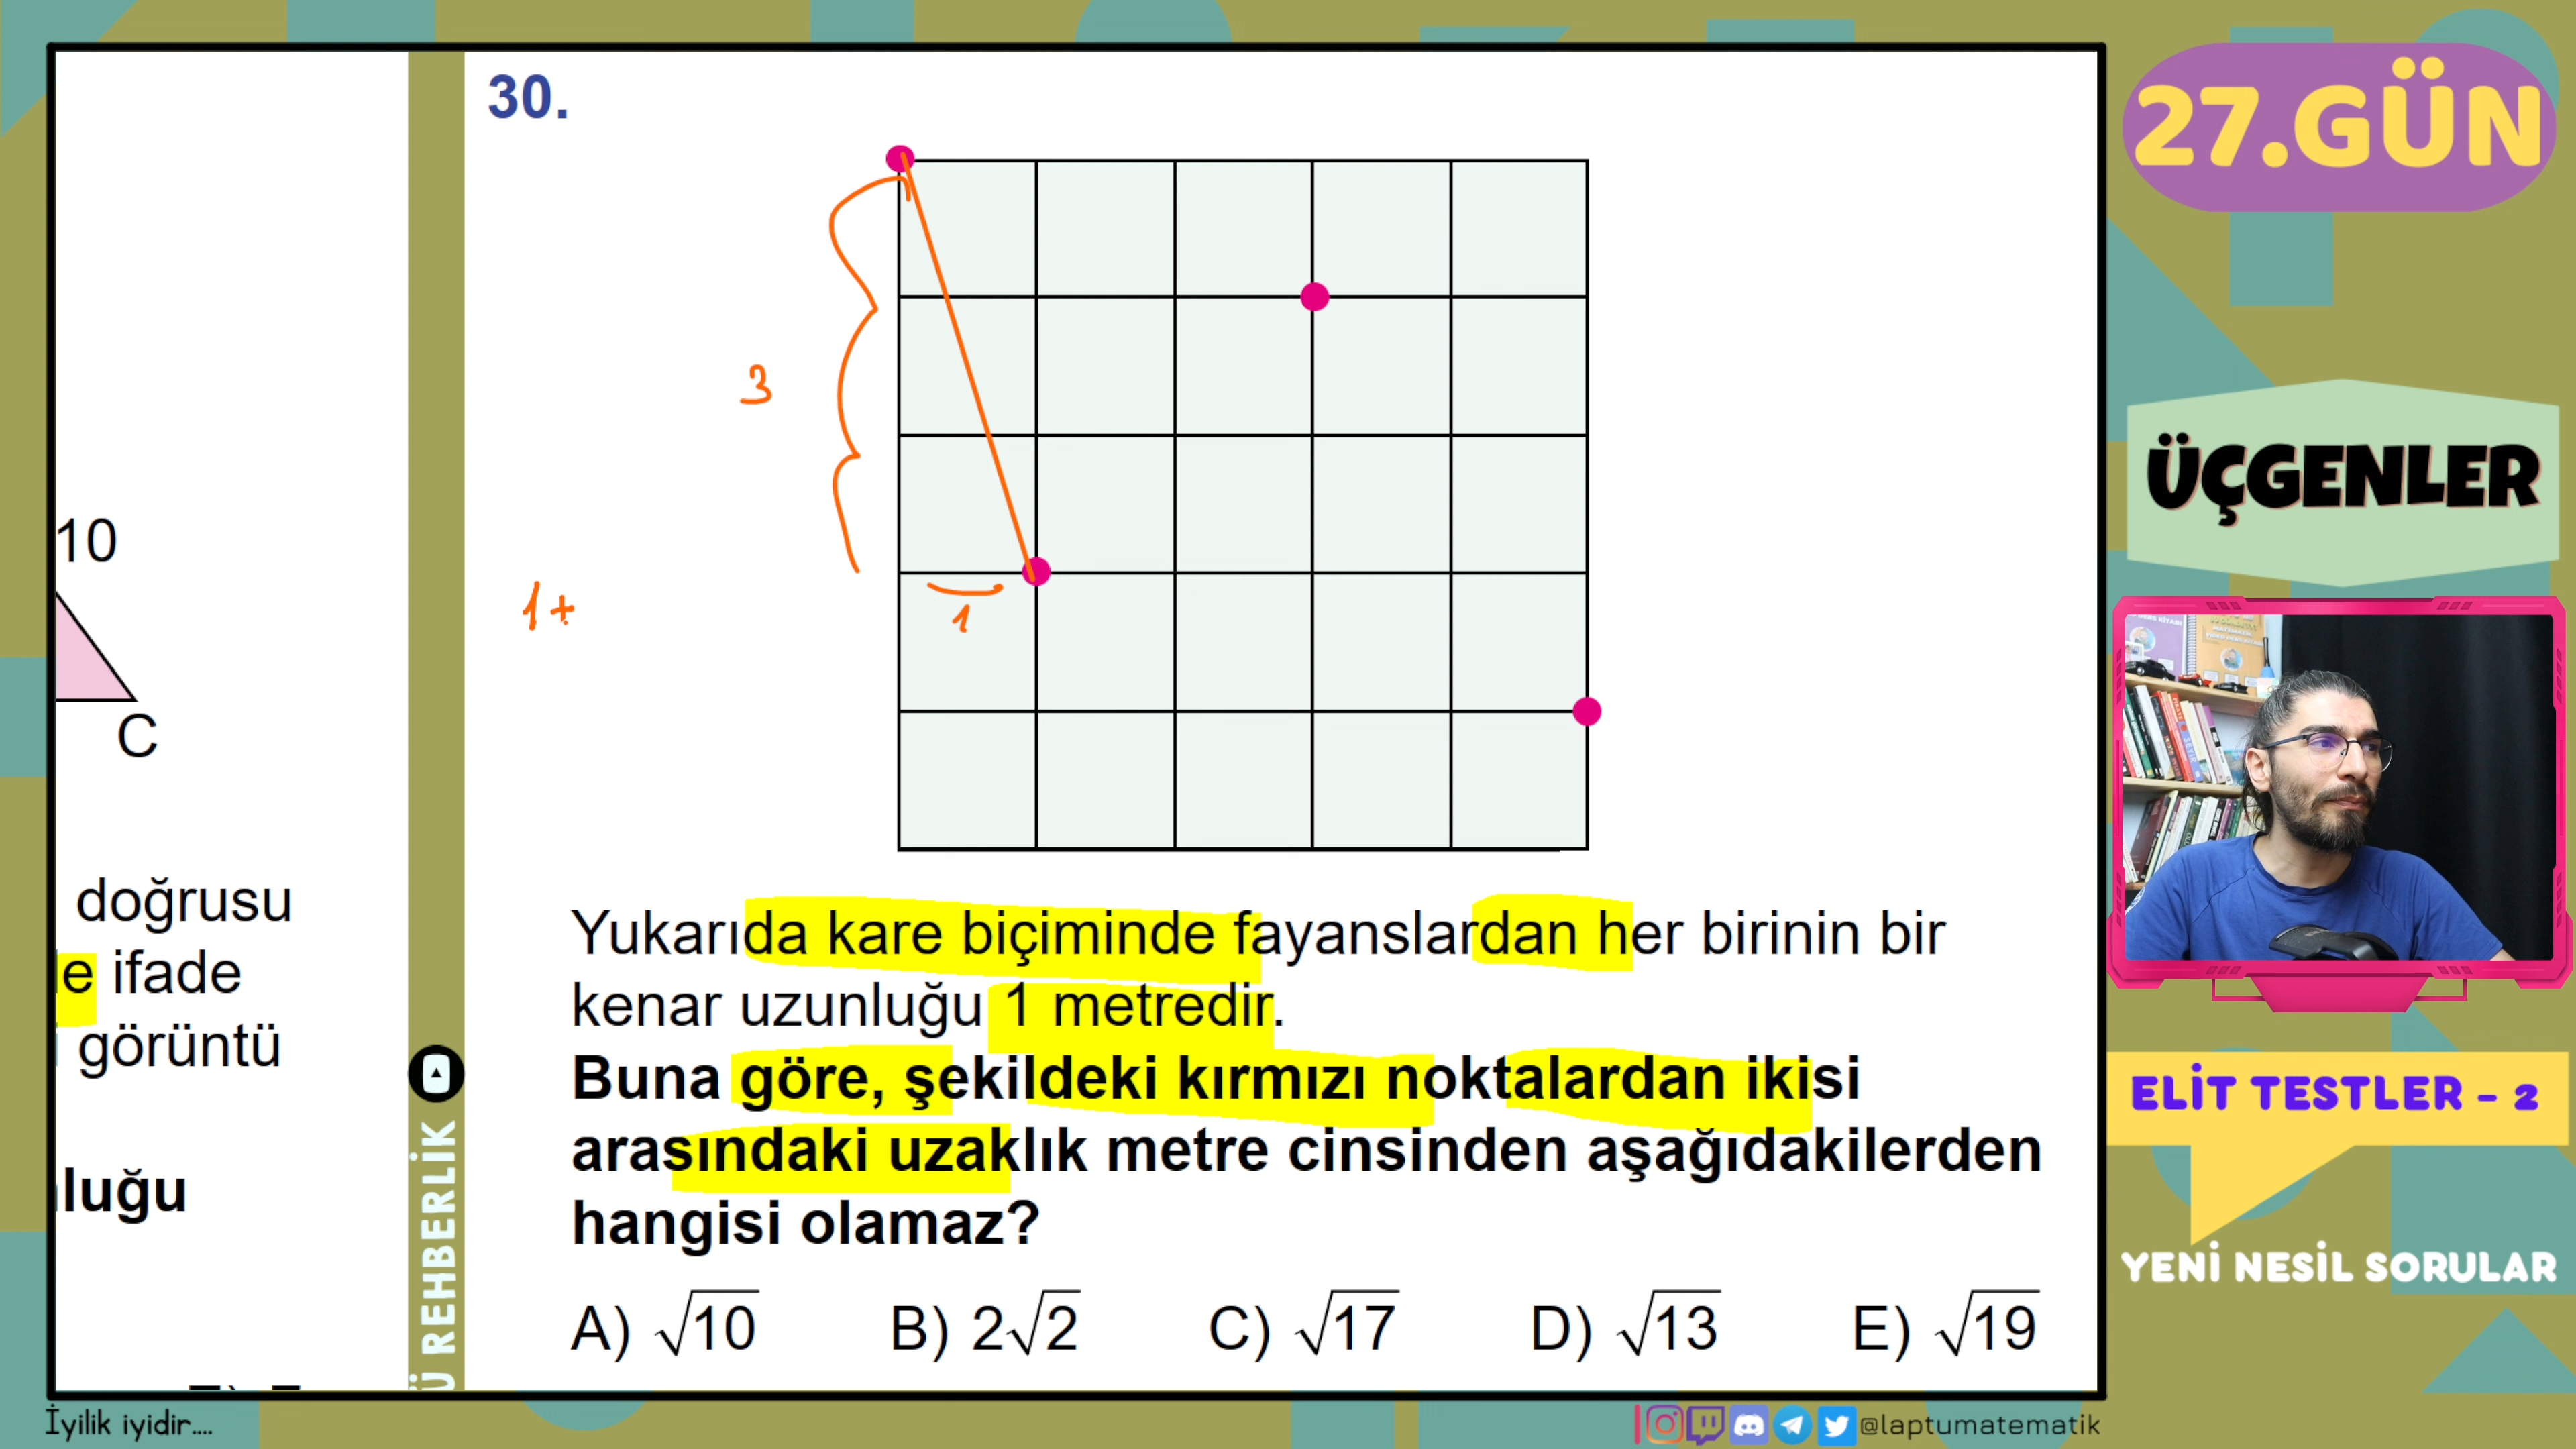 30.
3
1
1+
10
C
doğrusu
e ifade
görüntü
luğu
Ü REHBERLİK
Yukarıda kare biçiminde fayanslardan her birinin bir
kenar uzunluğu 1 metredir.
Buna göre, şekildeki kırmızı noktalardan ikisi
arasındaki uzaklık metre cinsinden aşağıdakilerden
hangisi olamaz?
A) √10 B) 2√2 C) √17 D) √13 E) √19
27.GÜN
ÜÇGENLER
ELİT TESTLER - 2
YENİ NESİL SORULAR
İyilik iyidir....
@laptumatematik